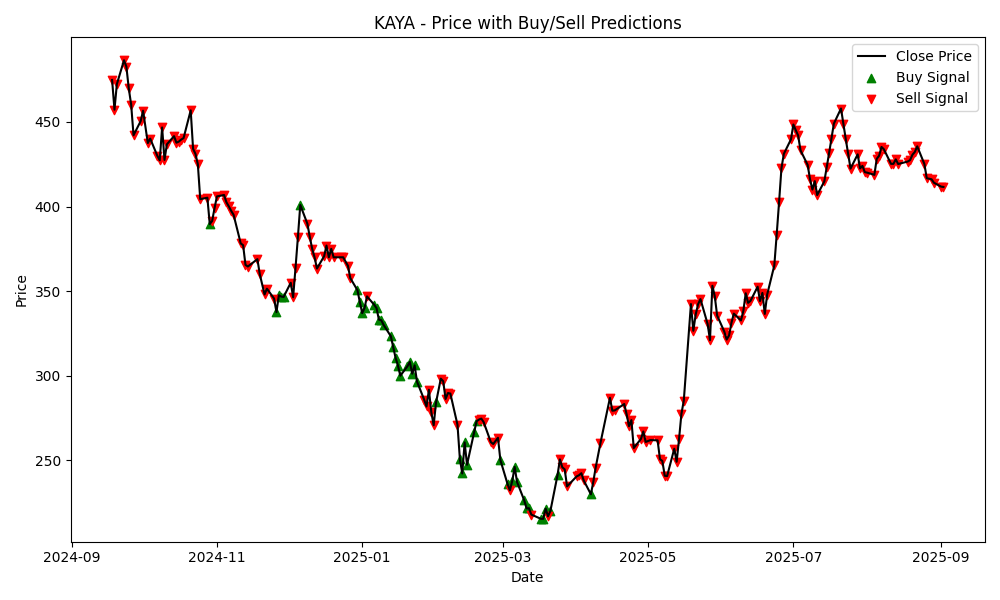 KAYA - Price with Buy/Sell Predictions
Close Price
Buy Signal
Sell Signal
Price
450
400
350
300
250
2024-09
2024-11
2025-01
2025-03
2025-05
2025-07
2025-09
Date